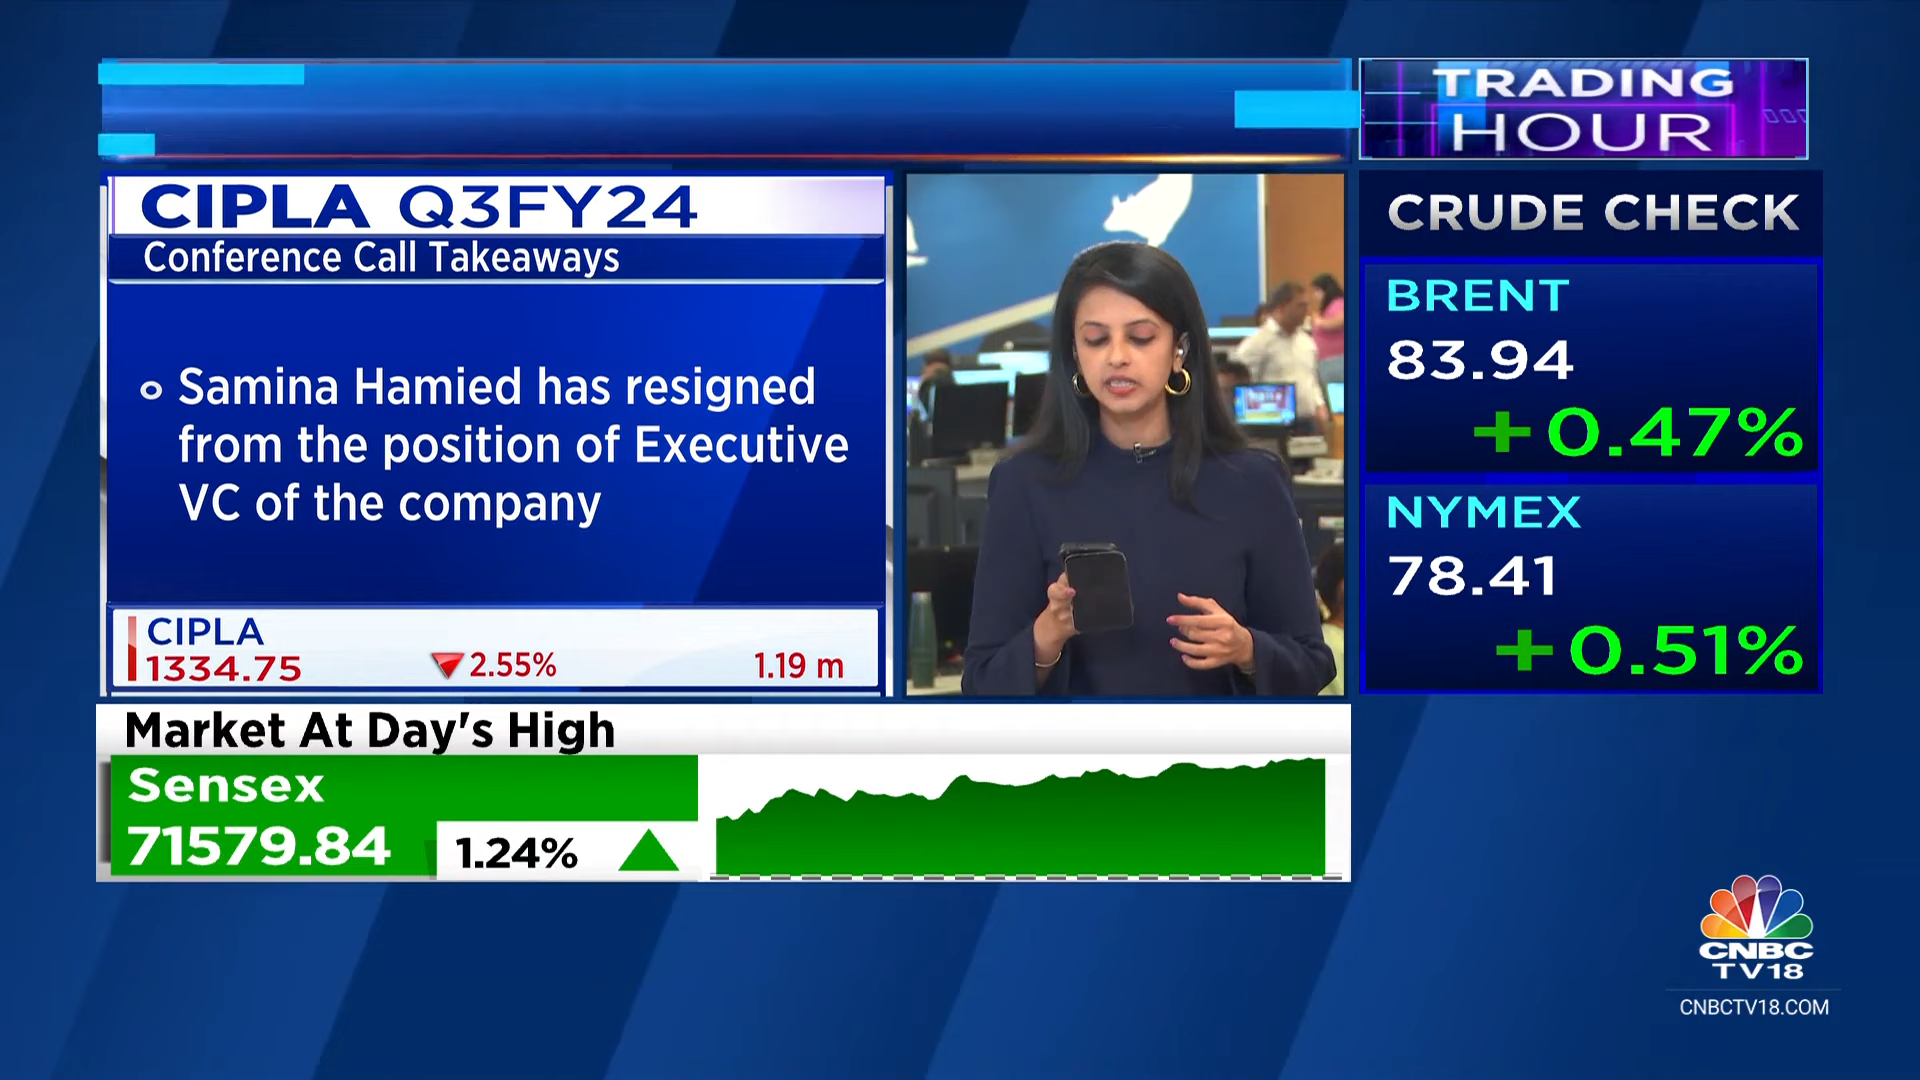 TRADING
HOUR
CIPLA Q3FY24
Conference Call Takeaways
Samina Hamied has resigned
from the position of Executive
VC of the company
CIPLA
1334.75
2.55%
1.19 m
CRUDE CHECK
BRENT
83.94
+0.47%
NYMEX
78.41
+0.51%
Market At Day's High
Sensex
71579.84
1.24%
CNBC
TV18
CNBCTV18.COM